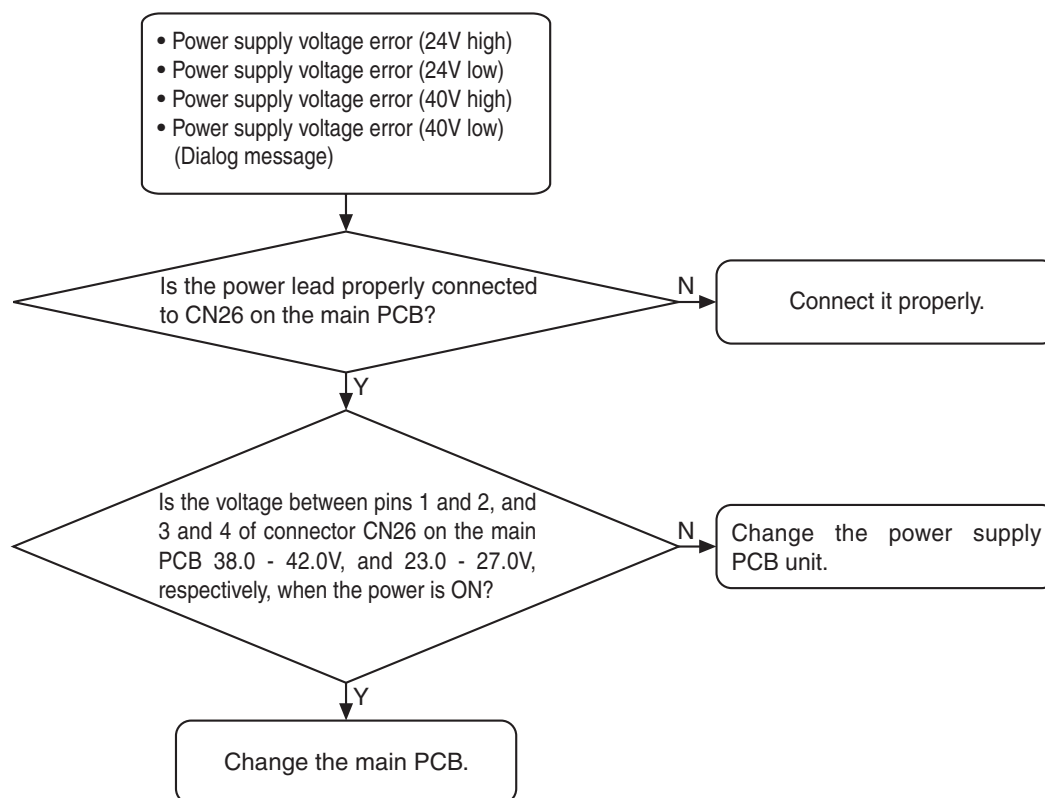 • Power supply voltage error (24V high)
• Power supply voltage error (24V low)
• Power supply voltage error (40V high)
• Power supply voltage error (40V low)
(Dialog message)
Is the power lead properly connected
to CN26 on the main PCB?
N
Connect it properly.
Y
Is the voltage between pins 1 and 2, and
3 and 4 of connector CN26 on the main
PCB 38.0 - 42.0V, and 23.0 - 27.0V,
respectively, when the power is ON?
N
Change the power supply
PCB unit.
Y
Change the main PCB.